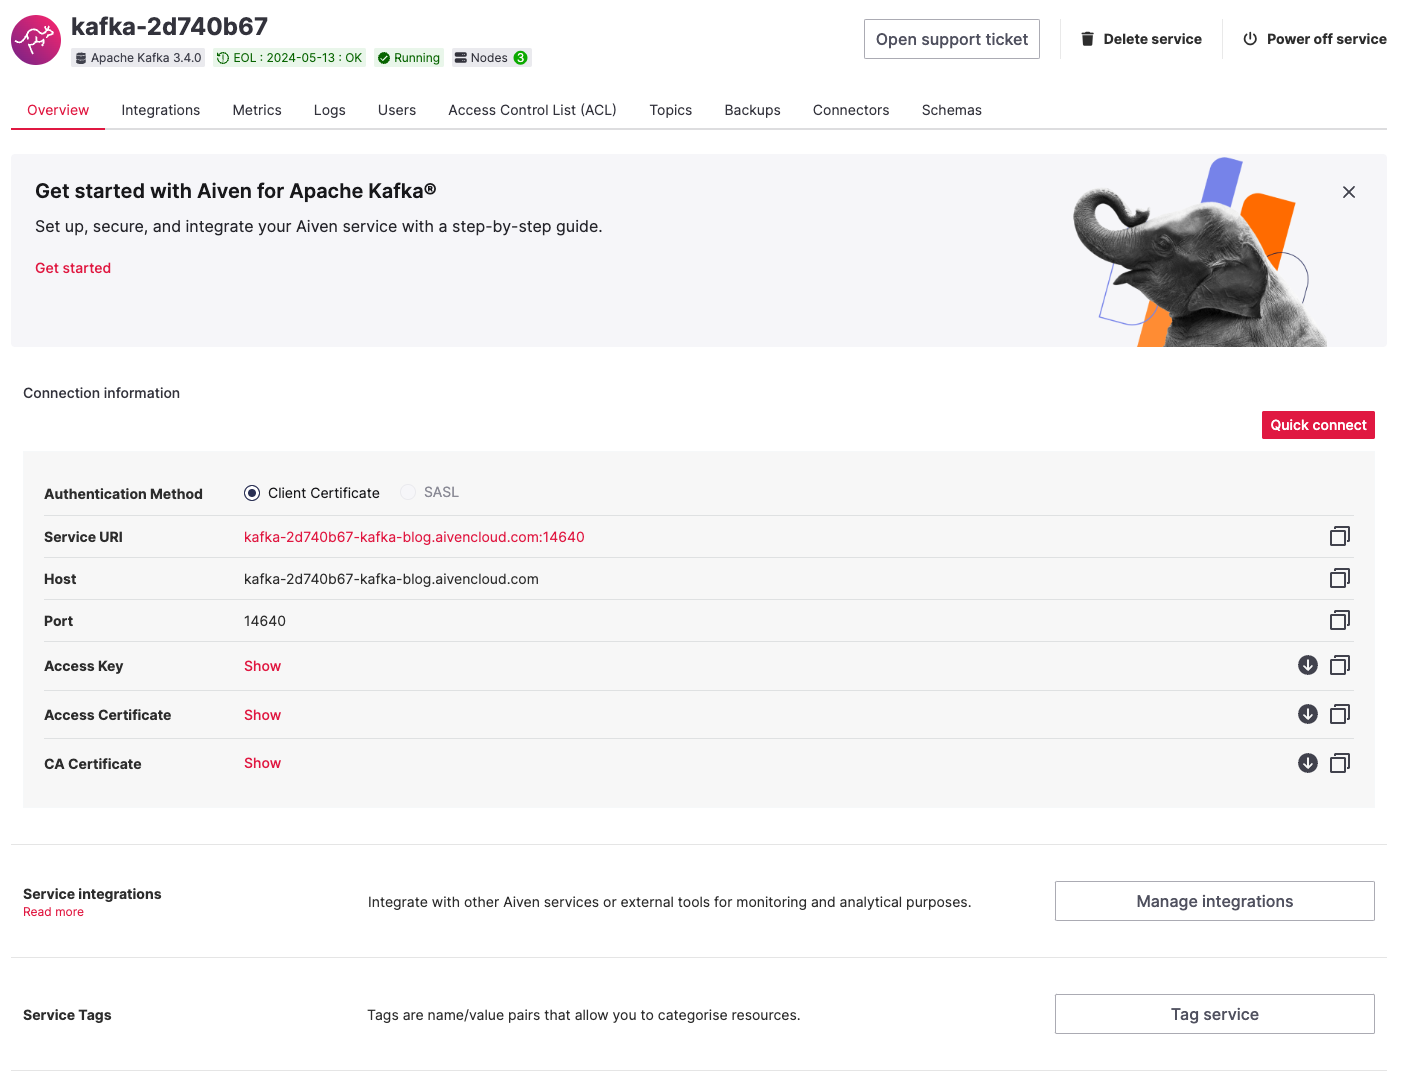 kafka-2d740b67
Apache Kafka 3.4.0 EOL : 2024-05-13 : OK Running Nodes 3
Open support ticket Delete service Power off service
Overview Integrations Metrics Logs Users Access Control List (ACL) Topics Backups Connectors Schemas
Get started with Aiven for Apache Kafka®
Set up, secure, and integrate your Aiven service with a step-by-step guide.
Get started
Connection information
Quick connect
Authentication Method Client Certificate SASL
Service URI kafka-2d740b67-kafka-blog.aivencloud.com:14640
Host kafka-2d740b67-kafka-blog.aivencloud.com
Port 14640
Access Key Show
Access Certificate Show
CA Certificate Show
Service integrations
Read more
Integrate with other Aiven services or external tools for monitoring and analytical purposes.
Manage integrations
Service Tags Tags are name/value pairs that allow you to categorise resources. Tag service